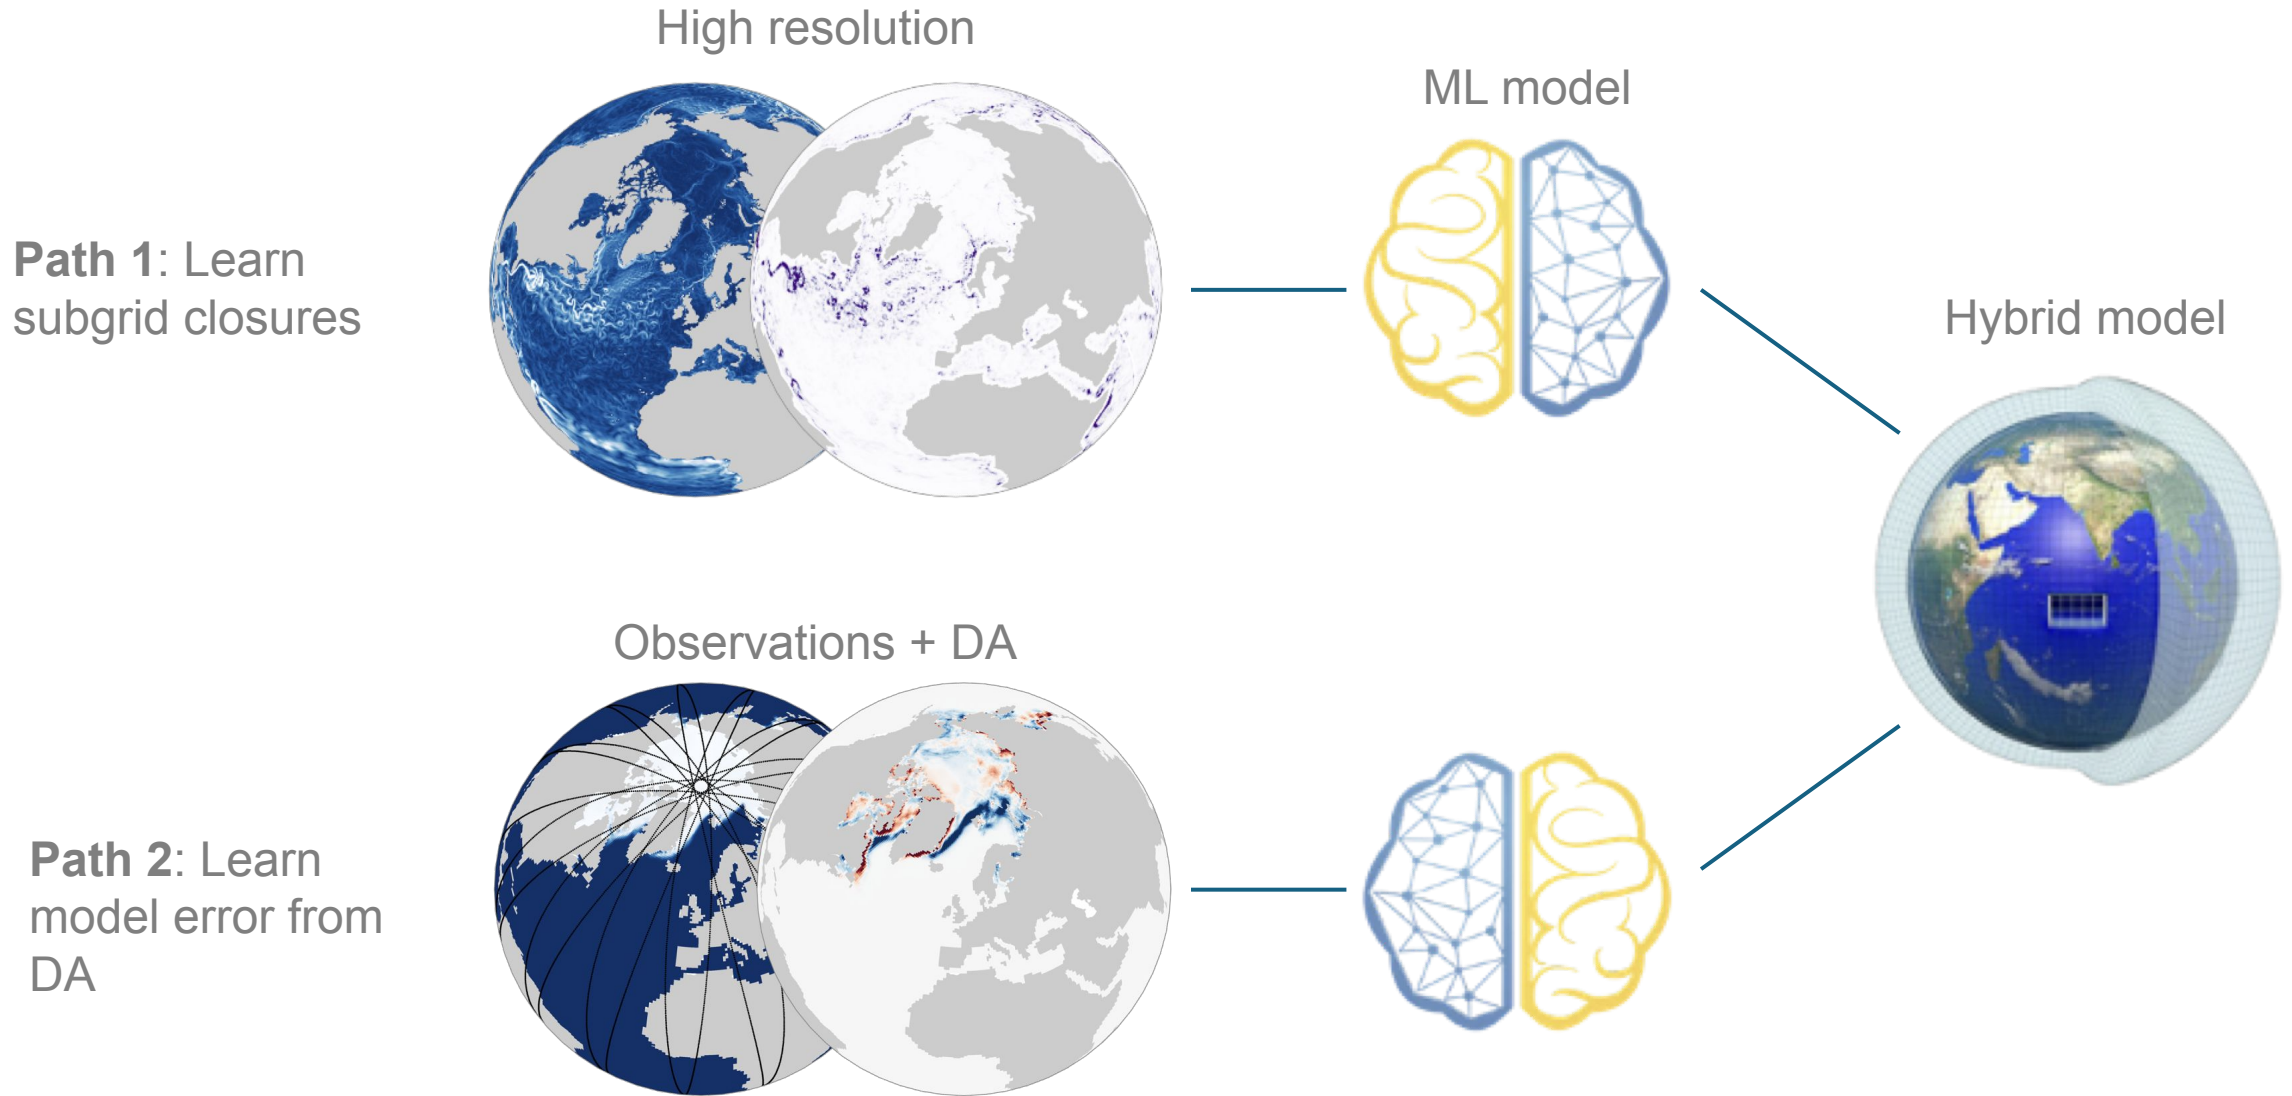 High resolution
ML model
Path 1: Learn
subgrid closures
Hybrid model
Observations + DA
Path 2: Learn
model error from
DA